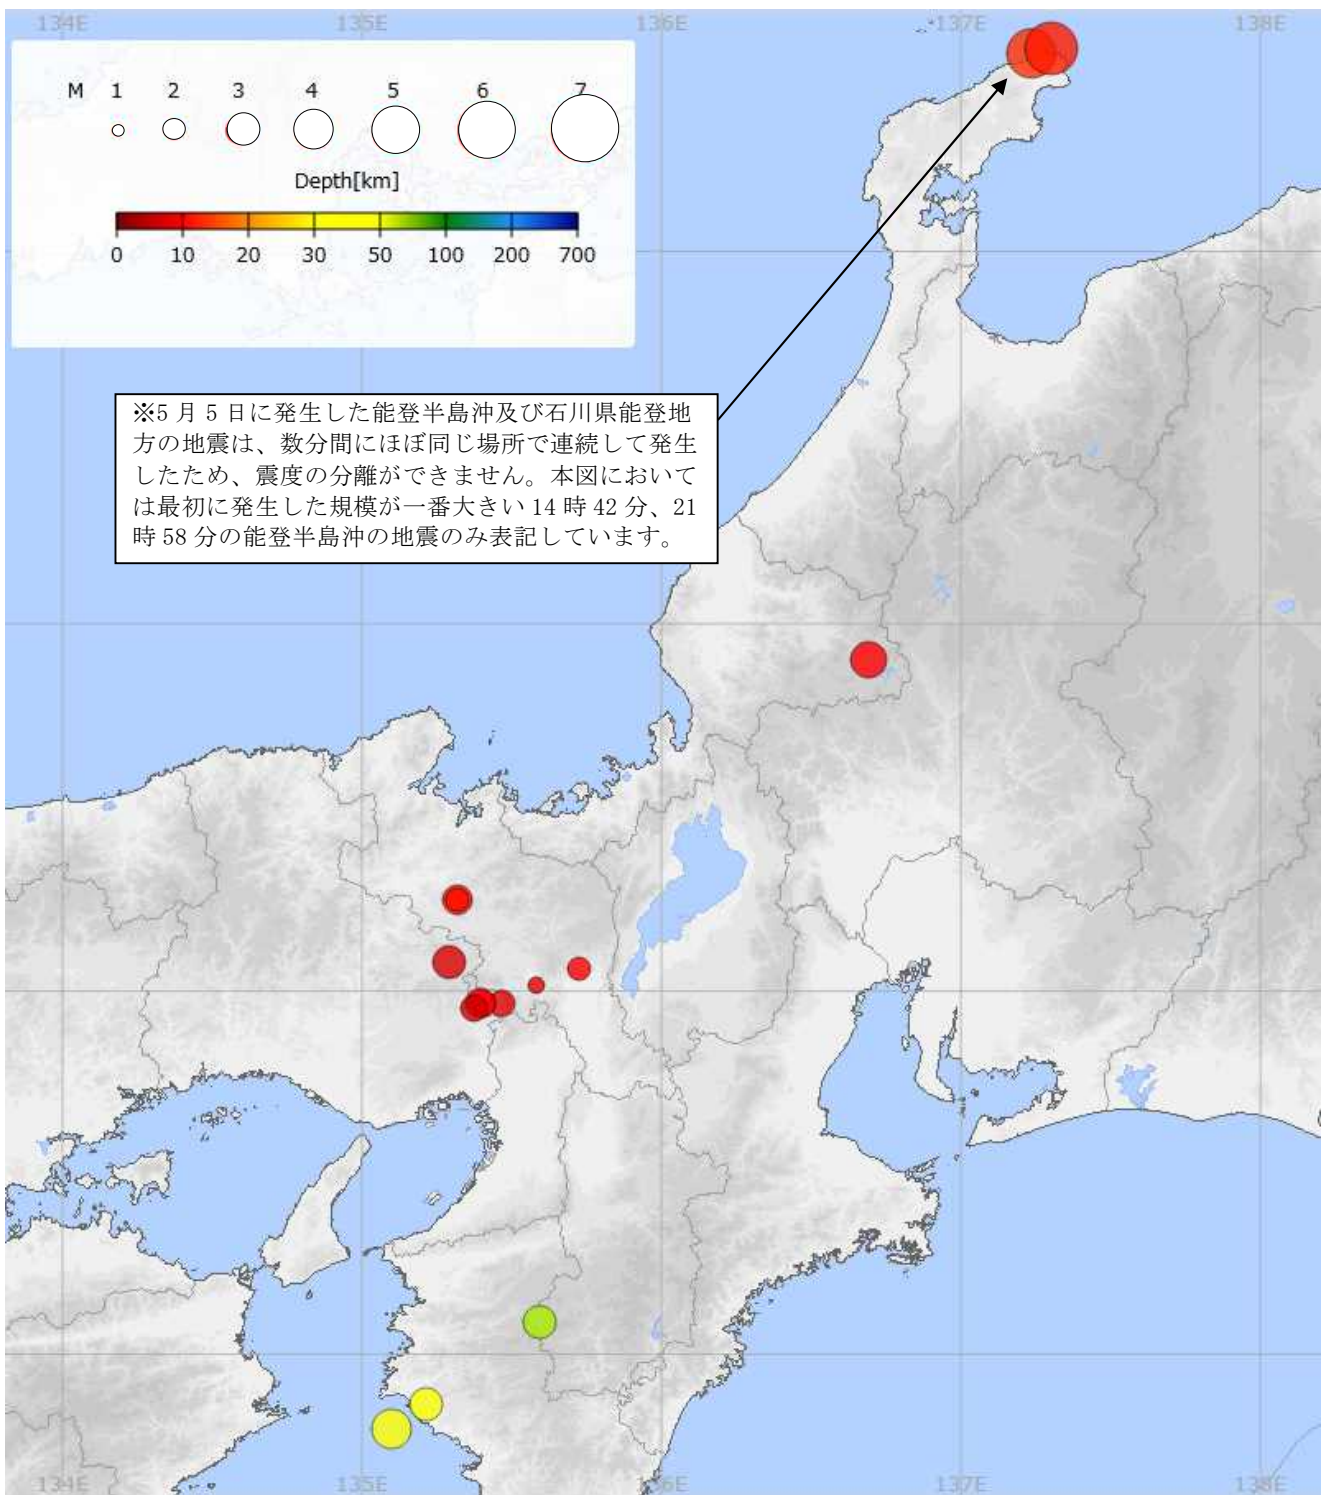 134E 135E 136E 137E 138E
M 1 2 3 4 5 6 7
Depth[km]
0 10 20 30 50 100 200 700
※5月5日に発生した能登半島沖及び石川県能登地
方の地震は、数分間にほぼ同じ場所で連続して発生
したため、震度の分離ができません。本図において
は最初に発生した規模が一番大きい14時42分、21
時58分の能登半島沖の地震のみ表記しています。
134E 135E 136E 137E 138E